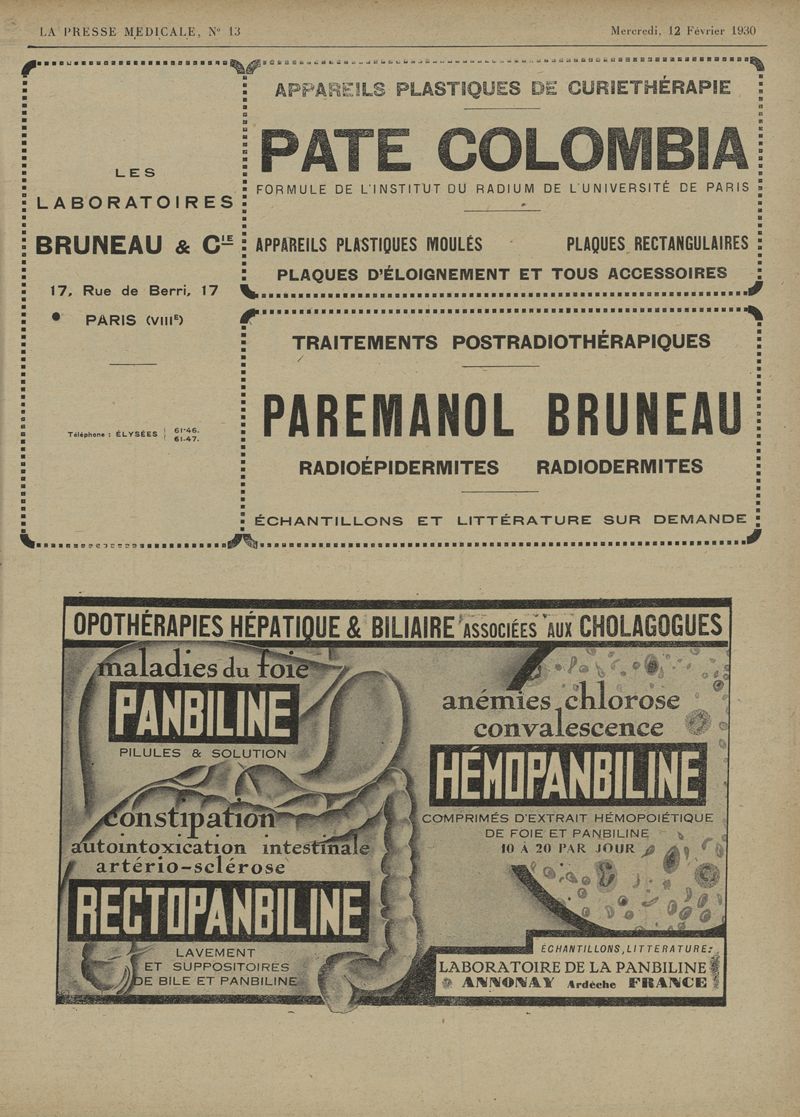 LA PRESSE MEDICALE, N° 13
Mercredi, 12 Février 1930
LES
LABORATOIRES
BRUNEAU & CIE
17, Rue de Berri, 17
PARIS (VIIIE)
Téléphone : ÉLYSÉES 61-46.
61-47.
APPAREILS PLASTIQUES DE CURIETHÉRAPIE
PATE COLOMBIA
FORMULE DE L'INSTITUT DU RADIUM DE L'UNIVERSITÉ DE PARIS
APPAREILS PLASTIQUES MOULÉS PLAQUES RECTANGULAIRES
PLAQUES D'ÉLOIGNEMENT ET TOUS ACCESSOIRES
TRAITEMENTS POSTRADIOTHÉRAPIQUES
PAREMANOL BRUNEAU
RADIOÉPIDERMITES RADIODERMITES
ÉCHANTILLONS ET LITTÉRATURE SUR DEMANDE
OPOTHÉRAPIES HÉPATIQUE & BILIAIRE ASSOCIÉES AUX CHOLAGOGUES
maladies du foie
PANBILINE
PILULES & SOLUTION
constipation
autointoxication intestinale
artério-sclérose
RECTOPANBILINE
LAVEMENT
ET SUPPOSITOIRES
DE BILE ET PANBILINE
anémies, chlorose
convalescence
HÉMOPANBILINE
COMPRIMÉS D'EXTRAIT HÉMOPOIÉTIQUE
DE FOIE ET PANBILINE
10 A 20 PAR JOUR
ECHANTILLONS, LITTERATURE:
LABORATOIRE DE LA PANBILINE
ANNONAY Ardèche FRANCE